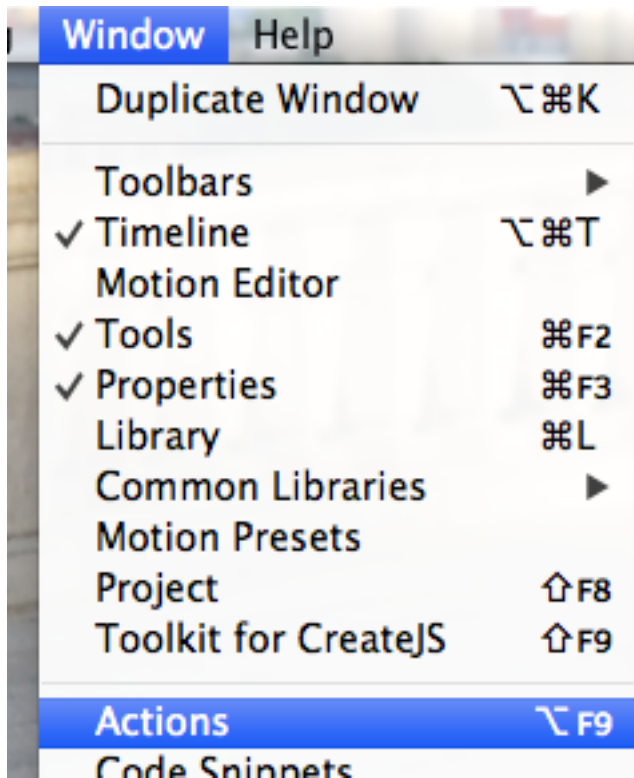 Window Help
Duplicate Window ⌥⌘K
Toolbars ▶
✓ Timeline ⌥⌘T
Motion Editor
✓ Tools ⌘F2
✓ Properties ⌘F3
Library ⌘L
Common Libraries ▶
Motion Presets
Project ⇧F8
Toolkit for CreateJS ⇧F9
Actions ⌥F9
Code Snippets